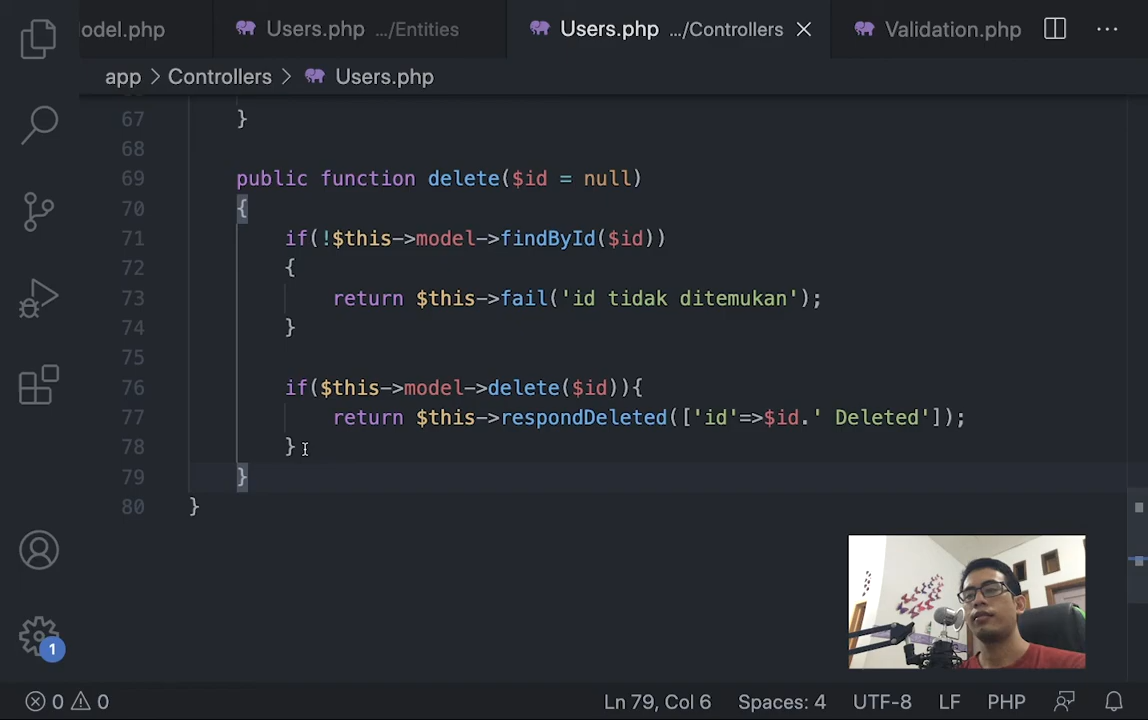 odel.php
Users.php .../Entities
Users.php .../Controllers
Validation.php
app > Controllers > Users.php
67 }
68
69 public function delete($id = null)
70 {
71 if(!$this->model->findById($id))
72 {
73 return $this->fail('id tidak ditemukan');
74 }
75
76 if($this->model->delete($id)){
77 return $this->respondDeleted(['id'=>$id.' Deleted']);
78 }
79 }
80 }
1
0 0
Ln 79, Col 6
Spaces: 4
UTF-8
LF
PHP